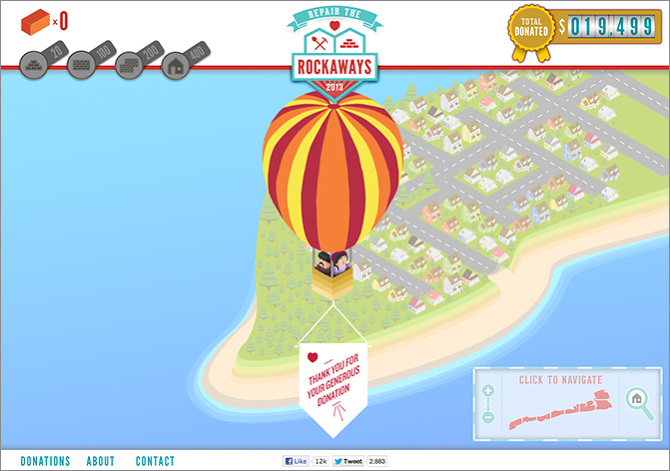 ×0
20
100
200
400
REPAIR THE
ROCKAWAYS
2013
TOTAL
DONATED
$019,499
THANK YOU FOR
YOUR GENEROUS
DONATION
CLICK TO NAVIGATE
DONATIONS
ABOUT
CONTACT
Like
12k
Tweet
2,883